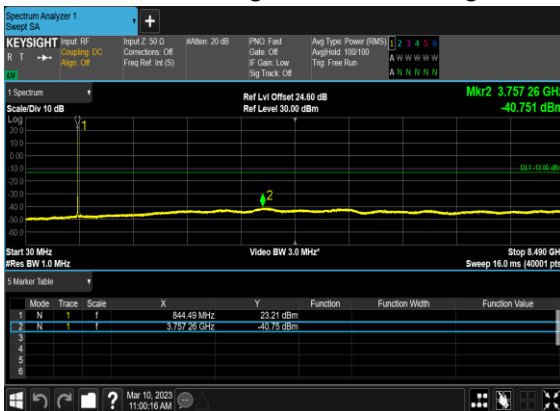 Spectrum Analyzer 1
Swept SA
+
KEYSIGHT Input: RF Input Z: 50 Ω #Atten: 20 dB PNO: Fast Avg Type: Power (RMS) 1 2 3 4 5 6
R T Coupling: DC Corrections: Off Gate: Off Avg|Hold: 100/100 A W W W W W
Align: Off Freq Ref: Int (S) IF Gain: Low Trig: Free Run
LV Sig Track: Off A N N N N N
1 Spectrum Ref Lvl Offset 24.60 dB Mkr2 3.757 26 GHz
Scale/Div 10 dB Ref Level 30.00 dBm -40.751 dBm
Log
20.0
10.0
0.00
-10.0
DL1 -13.00 dBm
-20.0
-30.0
-40.0
-50.0
-60.0
1
2
Start 30 MHz Video BW 3.0 MHz* Stop 8.490 GHz
#Res BW 1.0 MHz Sweep 16.0 ms (40001 pts)
5 Marker Table
Mode Trace Scale X Y Function Function Width Function Value
1 N 1 f 844.49 MHz 23.21 dBm
2 N 1 f 3.757 26 GHz -40.75 dBm
3
4
5
6
? Mar 10, 2023
11:00:16 AM